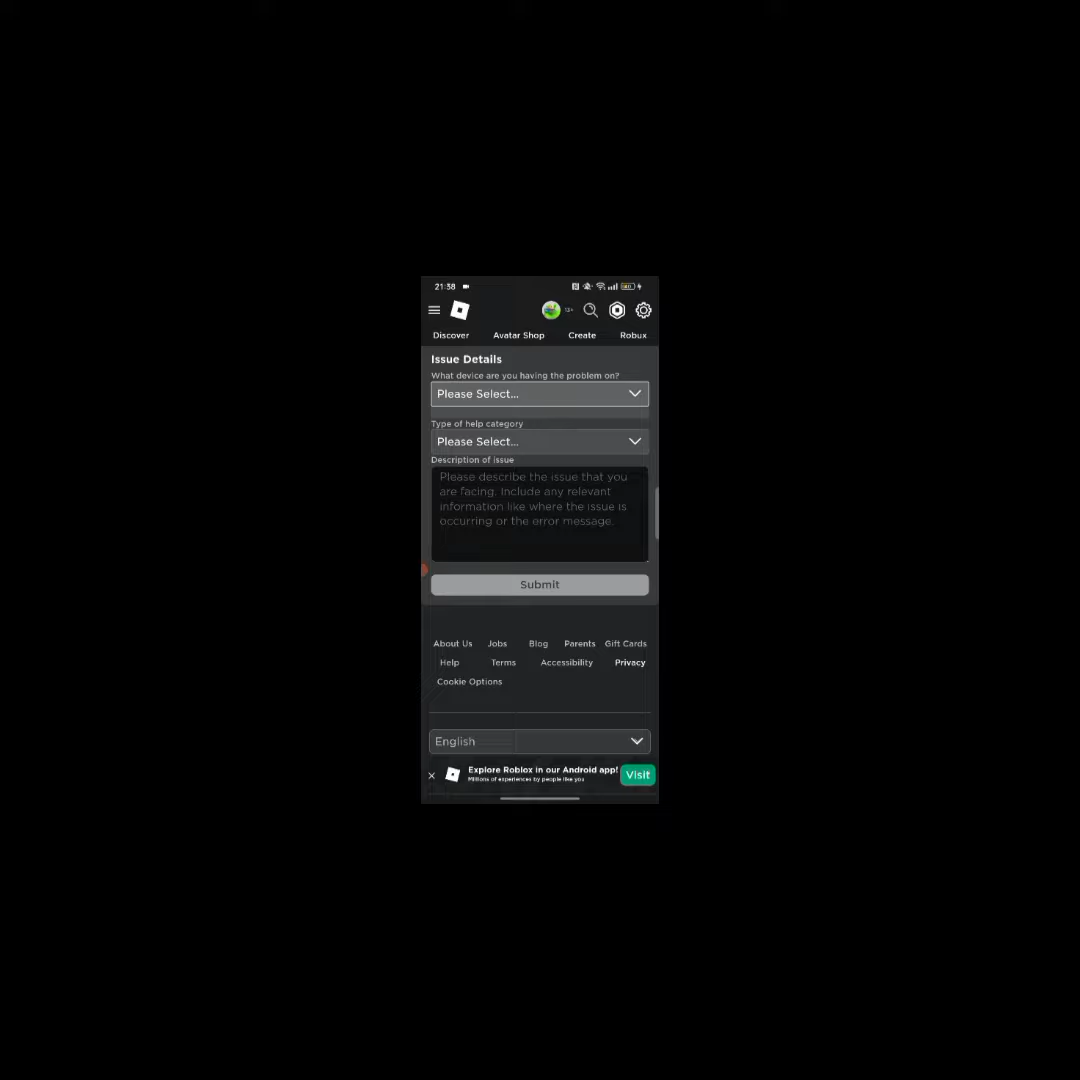 21:38
13+
Discover Avatar Shop Create Robux
Issue Details
What device are you having the problem on?
Please Select...
Type of help category
Please Select...
Description of issue
Please describe the issue that you
are facing. Include any relevant
information like where the issue is
occurring or the error message.
Submit
About Us Jobs Blog Parents Gift Cards
Help Terms Accessibility Privacy
Cookie Options
English
Explore Roblox in our Android app!
Millions of experiences by people like you
Visit